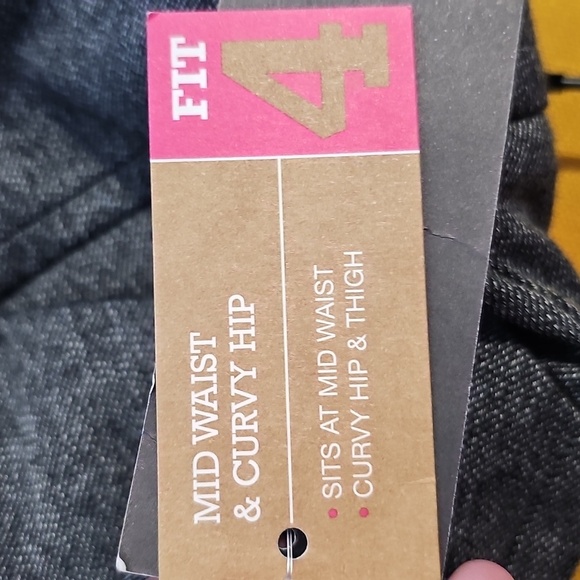 FIT 4
MID WAIST
& CURVY HIP
• SITS AT MID WAIST
• CURVY HIP & THIGH